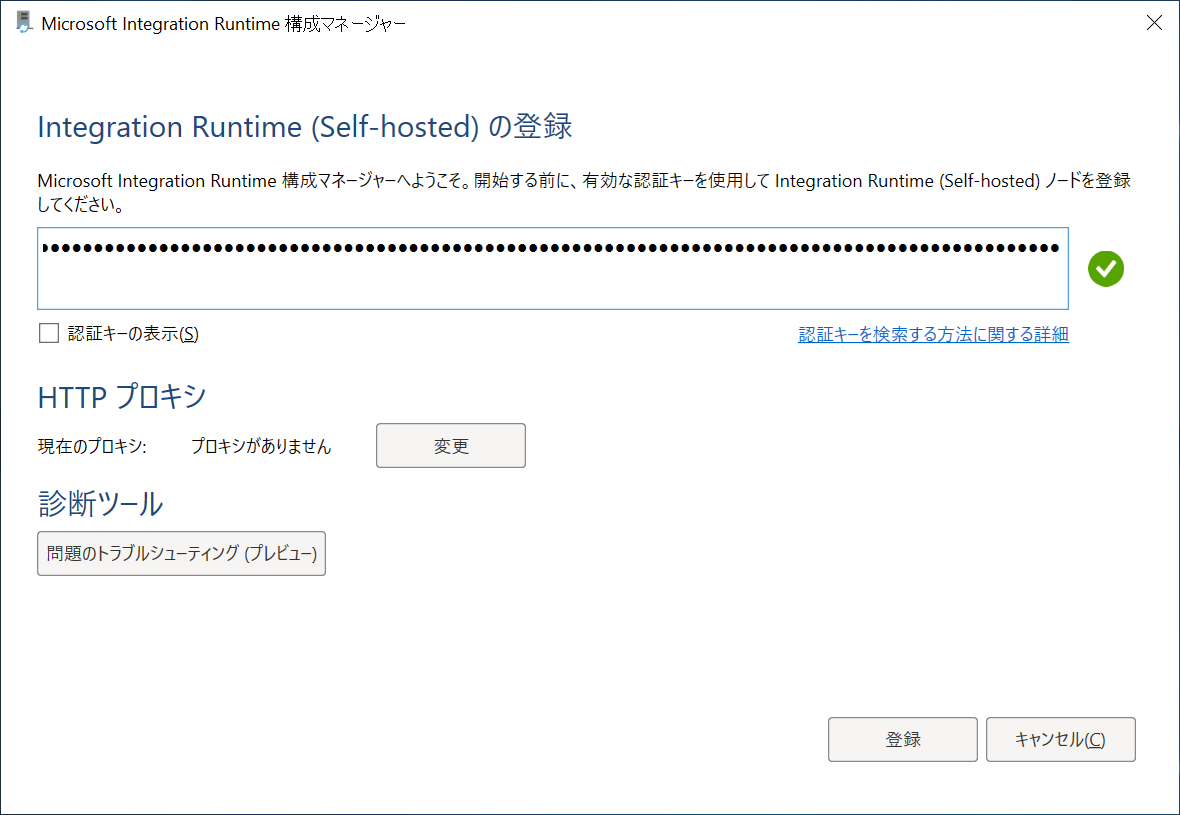 Microsoft Integration Runtime 構成マネージャー
Integration Runtime (Self-hosted) の登録
Microsoft Integration Runtime 構成マネージャーへようこそ。開始する前に、有効な認証キーを使用して Integration Runtime (Self-hosted) ノードを登録
してください。
認証キーの表示(S)
認証キーを検索する方法に関する詳細
HTTP プロキシ
現在のプロキシ: プロキシがありません 変更
診断ツール
問題のトラブルシューティング (プレビュー)
登録 キャンセル(C)